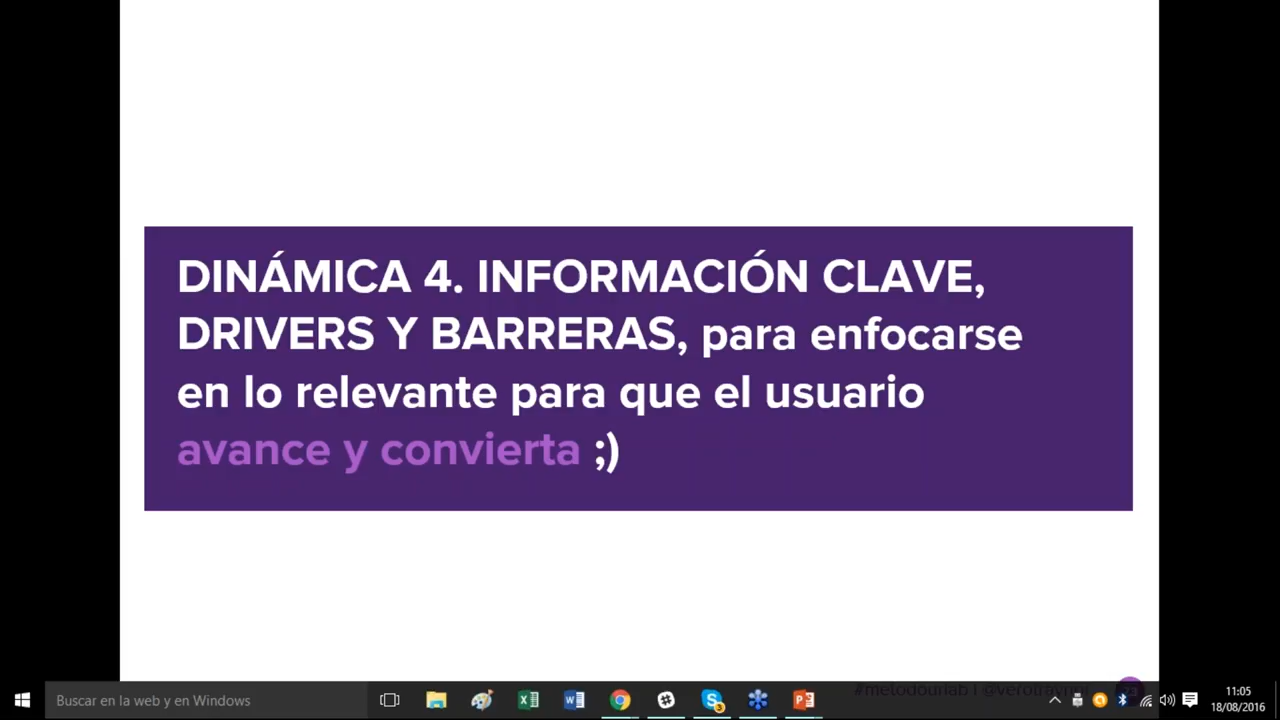 DINÁMICA 4. INFORMACIÓN CLAVE,
DRIVERS Y BARRERAS, para enfocarse
en lo relevante para que el usuario
avance y convierta ;)
Buscar en la web y en Windows
3
11:05
18/08/2016